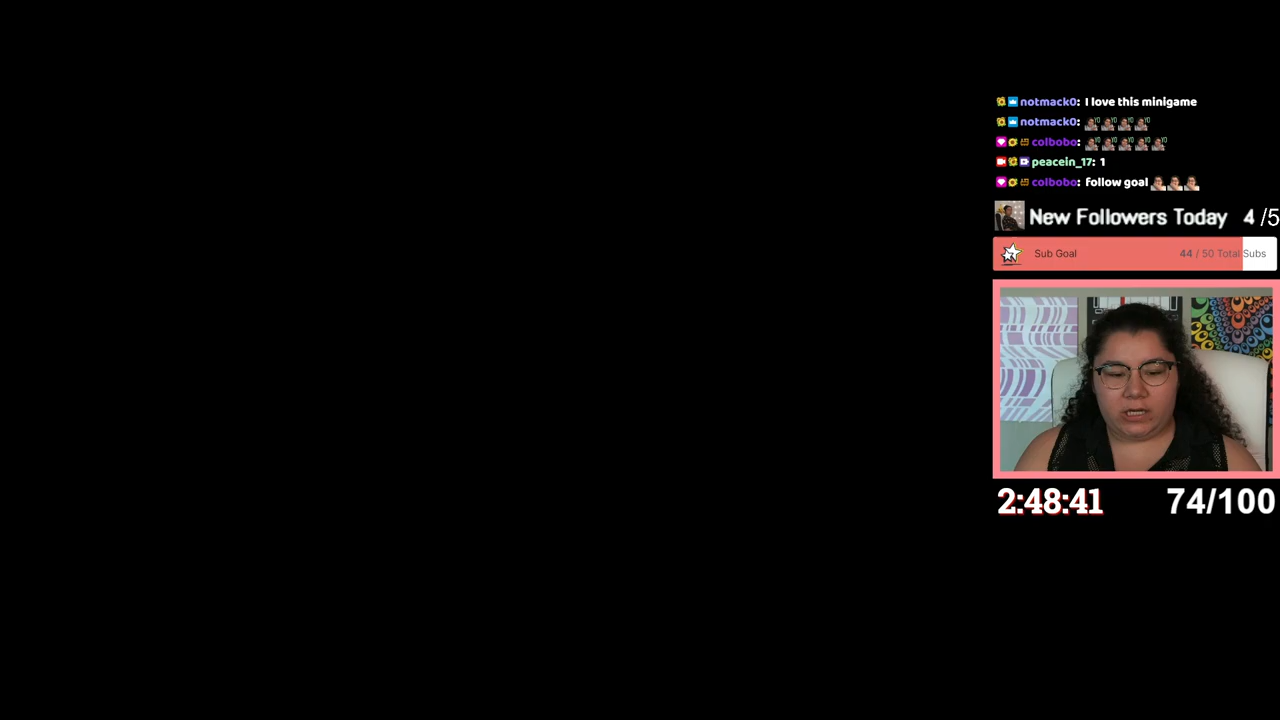 notmack0: I love this minigame
notmack0:
colbobo:
peacein_17: 1
colbobo: follow goal
New Followers Today 4 /5
Sub Goal 44 / 50 Total Subs
2:48:41 74/100